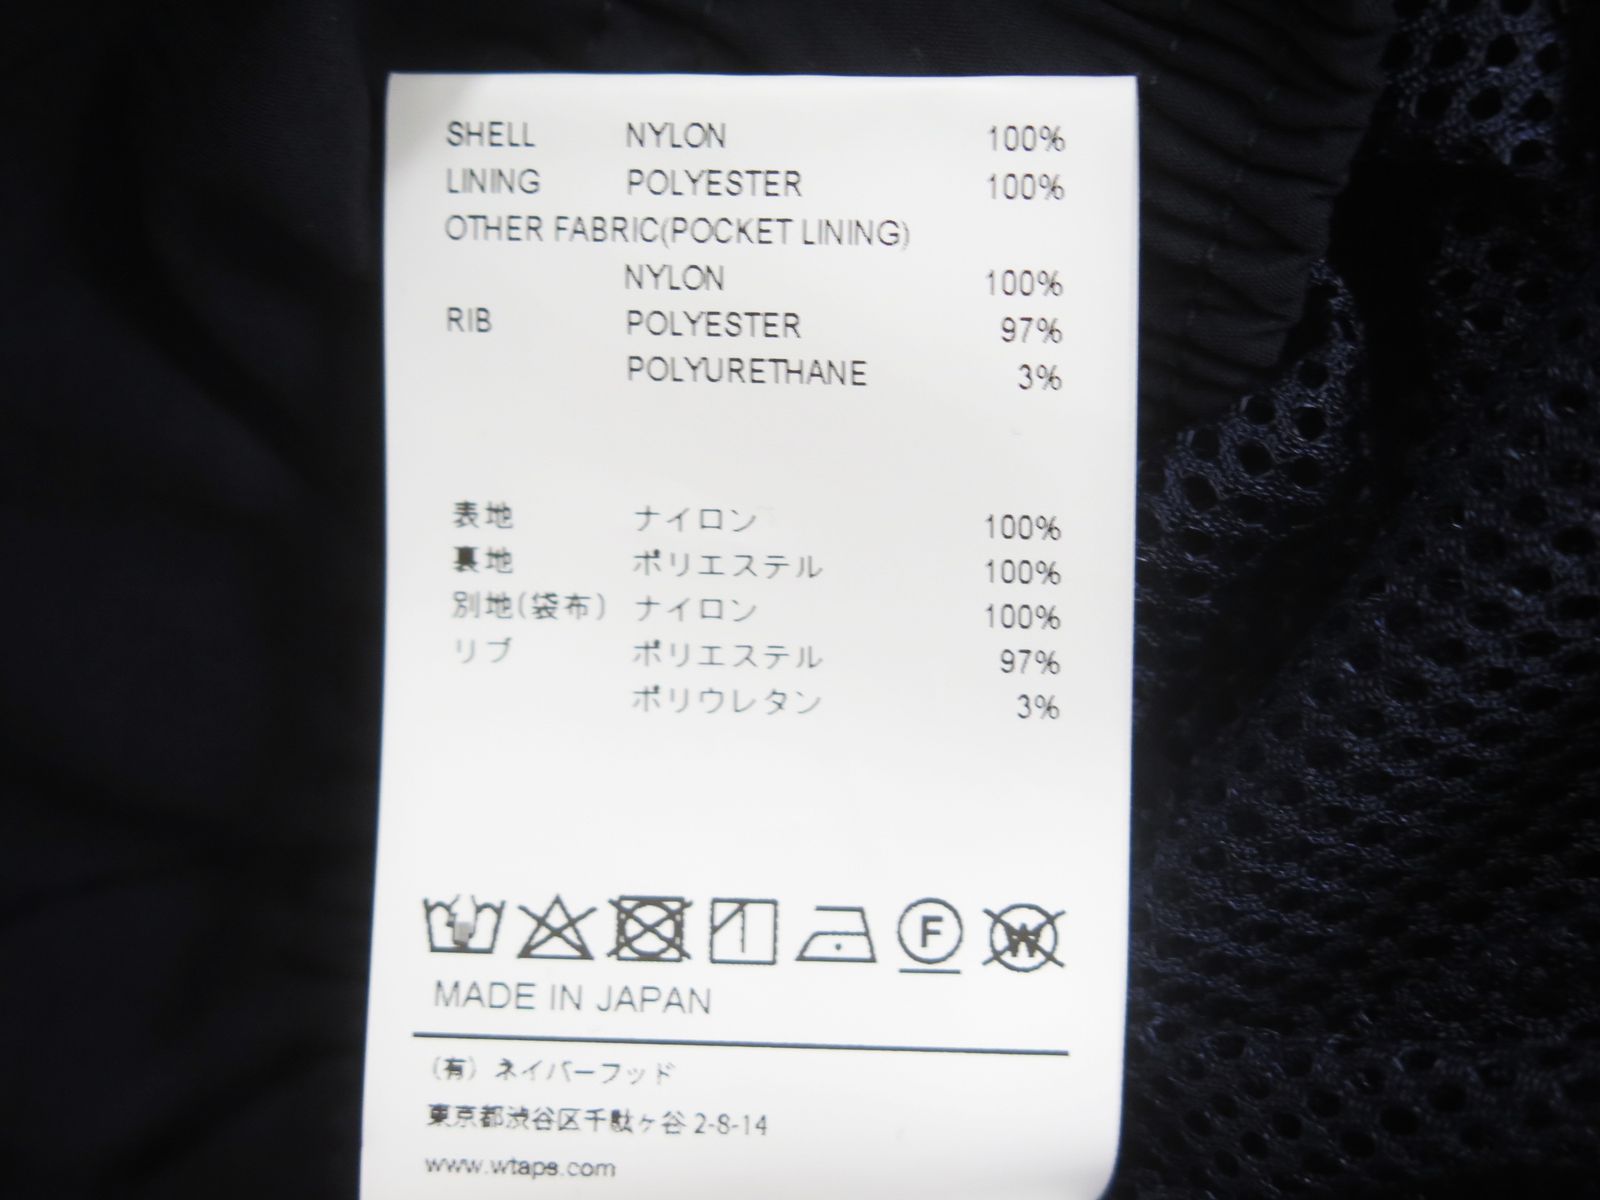 SHELL NYLON 100%
LINING POLYESTER 100%
OTHER FABRIC(POCKET LINING)
NYLON 100%
RIB POLYESTER 97%
POLYURETHANE 3%
表地 ナイロン 100%
裏地 ポリエステル 100%
別地(袋布) ナイロン 100%
リブ ポリエステル 97%
ポリウレタン 3%
F W
MADE IN JAPAN
(有) ネイバーフッド
東京都渋谷区千駄ヶ谷 2-8-14
www.wtaps.com